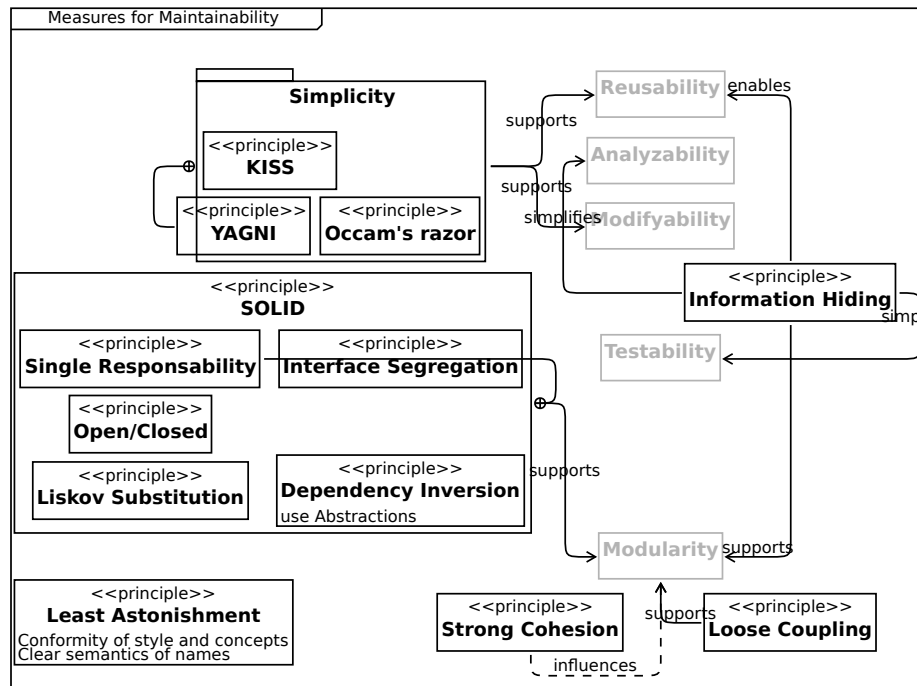 Measures for Maintainability
Simplicity
<<principle>>
KISS
<<principle>>
YAGNI
<<principle>>
Occam's razor
supports
supports
simplifies
Reusability
enables
Analyzability
Modifyability
<<principle>>
Information Hiding
simp
Testability
<<principle>>
SOLID
<<principle>>
Single Responsability
<<principle>>
Interface Segregation
<<principle>>
Open/Closed
<<principle>>
Liskov Substitution
<<principle>>
Dependency Inversion
use Abstractions
supports
Modularity
supports
<<principle>>
Least Astonishment
Conformity of style and concepts
Clear semantics of names
<<principle>>
Strong Cohesion
supports
<<principle>>
Loose Coupling
influences